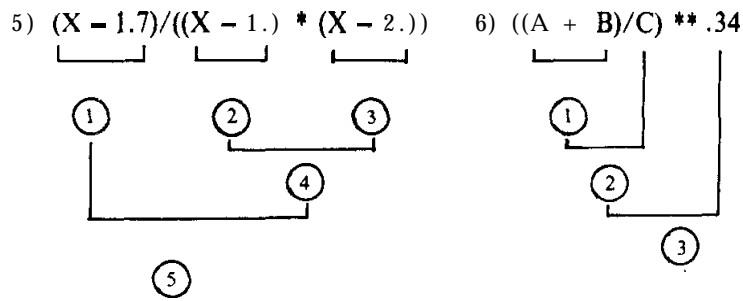 5) (X – 1.7)/((X – 1.) * (X – 2.)) 6) ((A + B)/C) ** .34
1 2 3 1
4 2
5 3